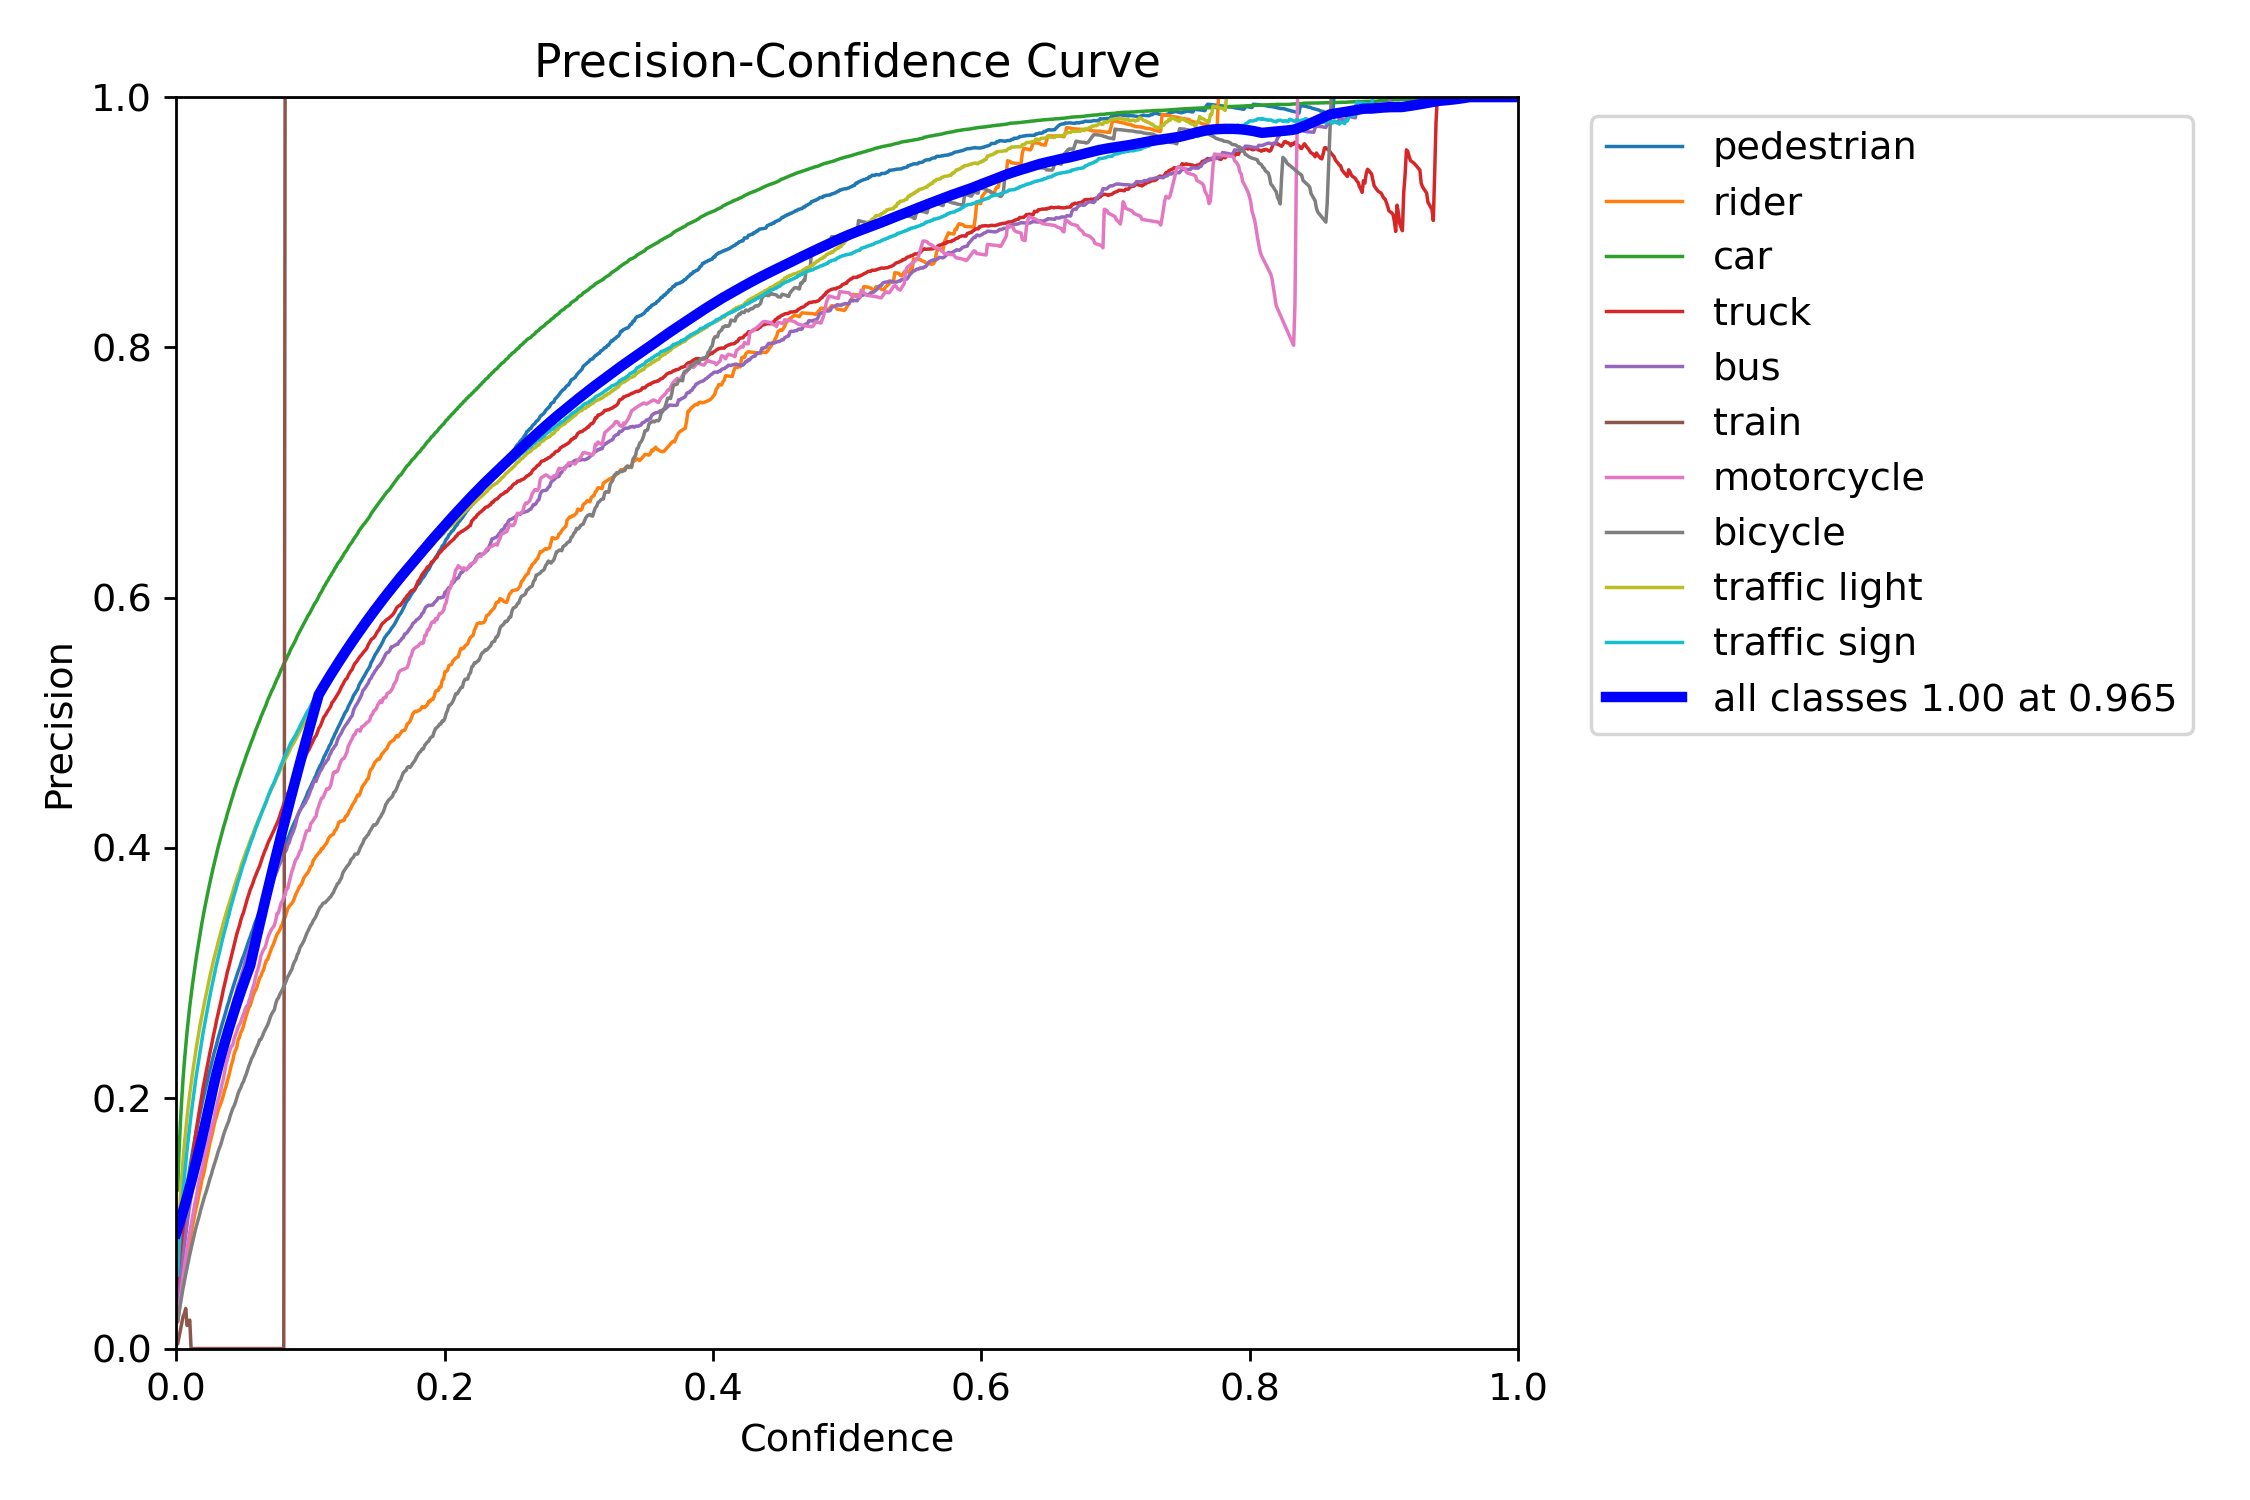 Precision-Confidence Curve
1.0
0.8
0.6
0.4
0.2
0.0
Precision
0.0 0.2 0.4 0.6 0.8 1.0
Confidence
pedestrian
rider
car
truck
bus
train
motorcycle
bicycle
traffic light
traffic sign
all classes 1.00 at 0.965